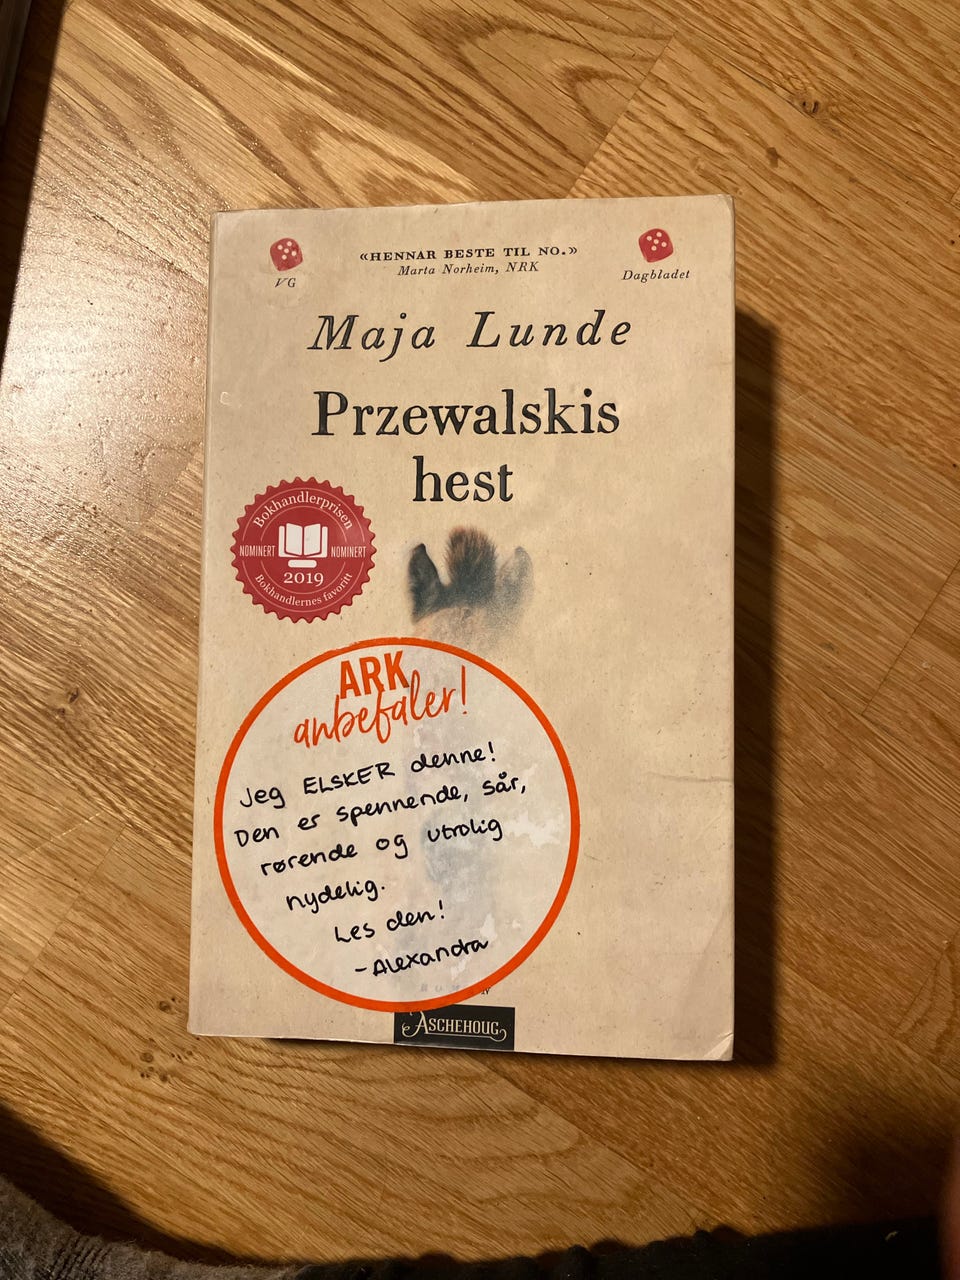 «HENNAR BESTE TIL NO.»
Marta Norheim, NRK
VG
Dagbladet
Maja Lunde
Przewalskis
hest
Bokhandlerprisen
NOMINERT NOMINERT
2019
Bokhandlernes favoritt
ARK
anbefaler!
Jeg ELSKER denne!
Den er spennende, sår,
rørende og utrolig
nydelig.
Les den!
-Alexandra
ASCHEHOUG